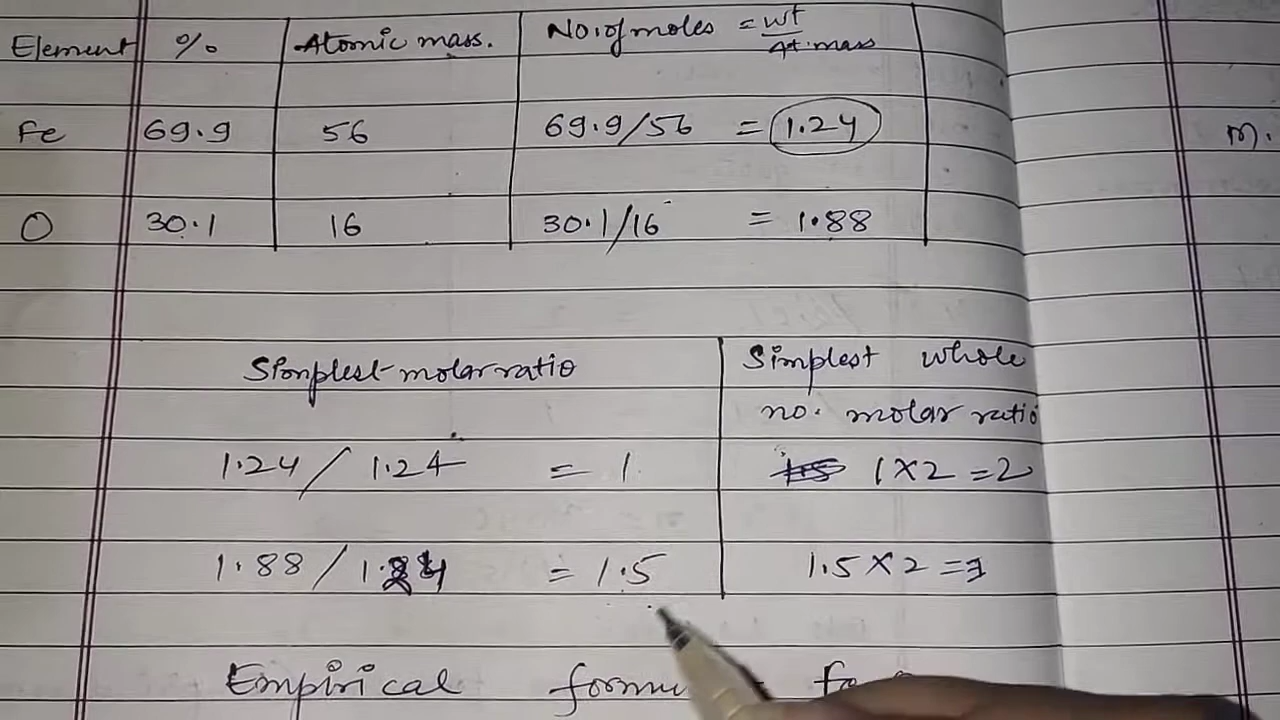 Element % Atomic mass. No. of moles = wt / At. mass
Fe 69.9 56 69.9/56 = 1.24
m.
O 30.1 16 30.1/16 = 1.88
Simplest molar ratio Simplest whole
no. molar ratio
1.24 / 1.24 = 1 1×2 = 2
1.88 / 1.24 = 1.5 1.5×2 = 3
Empirical